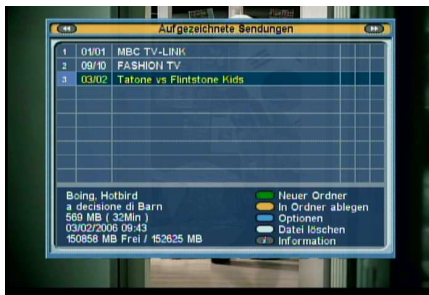 Aufgezeichnete Sendungen
1 01/01 MBC TV-LINK
2 09/10 FASHION TV
3 03/02 Tatone vs Flintstone Kids
Boing, Hotbird
a decisione di Barn
569 MB ( 32Min )
03/02/2006 09:43
150858 MB Frei / 152625 MB
Neuer Ordner
In Ordner ablegen
Optionen
Datei löschen
Information